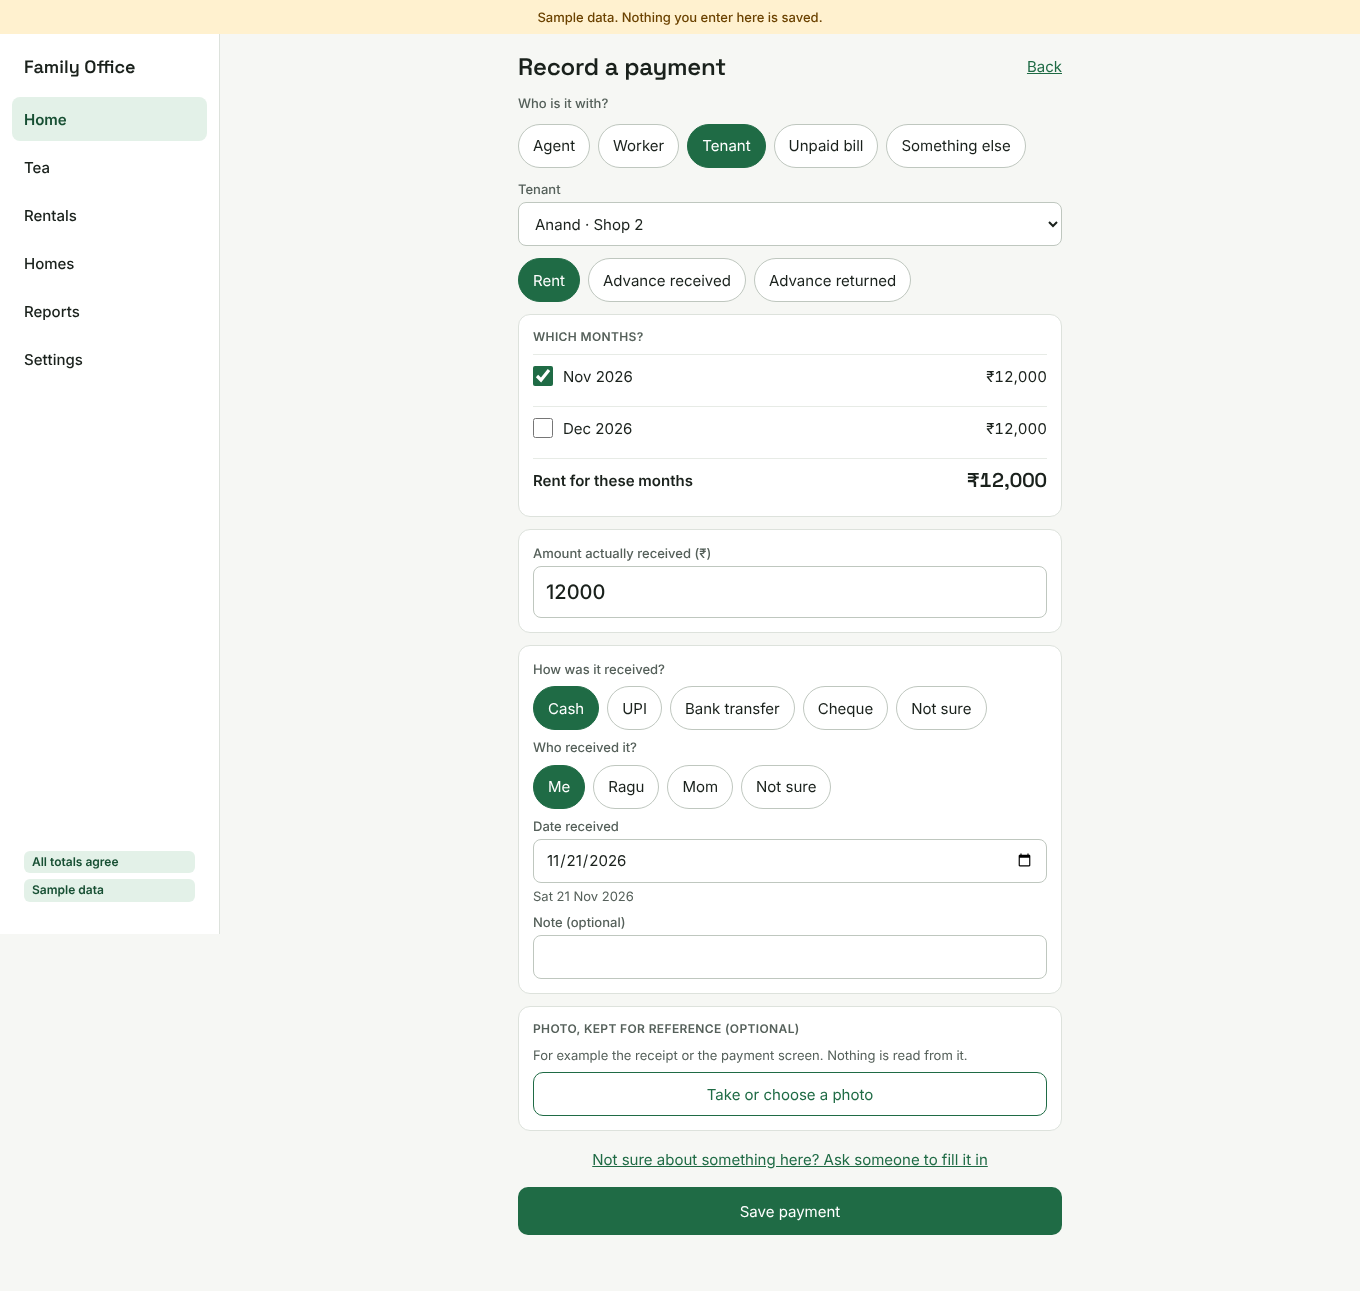 Sample data. Nothing you enter here is saved.
Family Office
Home
Tea
Rentals
Homes
Reports
Settings
All totals agree
Sample data
Record a payment
Back
Who is it with?
Agent Worker Tenant Unpaid bill Something else
Tenant
Anand · Shop 2
Rent Advance received Advance returned
WHICH MONTHS?
Nov 2026 ₹12,000
Dec 2026 ₹12,000
Rent for these months ₹12,000
Amount actually received (₹)
12000
How was it received?
Cash UPI Bank transfer Cheque Not sure
Who received it?
Me Ragu Mom Not sure
Date received
11/21/2026
Sat 21 Nov 2026
Note (optional)
PHOTO, KEPT FOR REFERENCE (OPTIONAL)
For example the receipt or the payment screen. Nothing is read from it.
Take or choose a photo
Not sure about something here? Ask someone to fill it in
Save payment